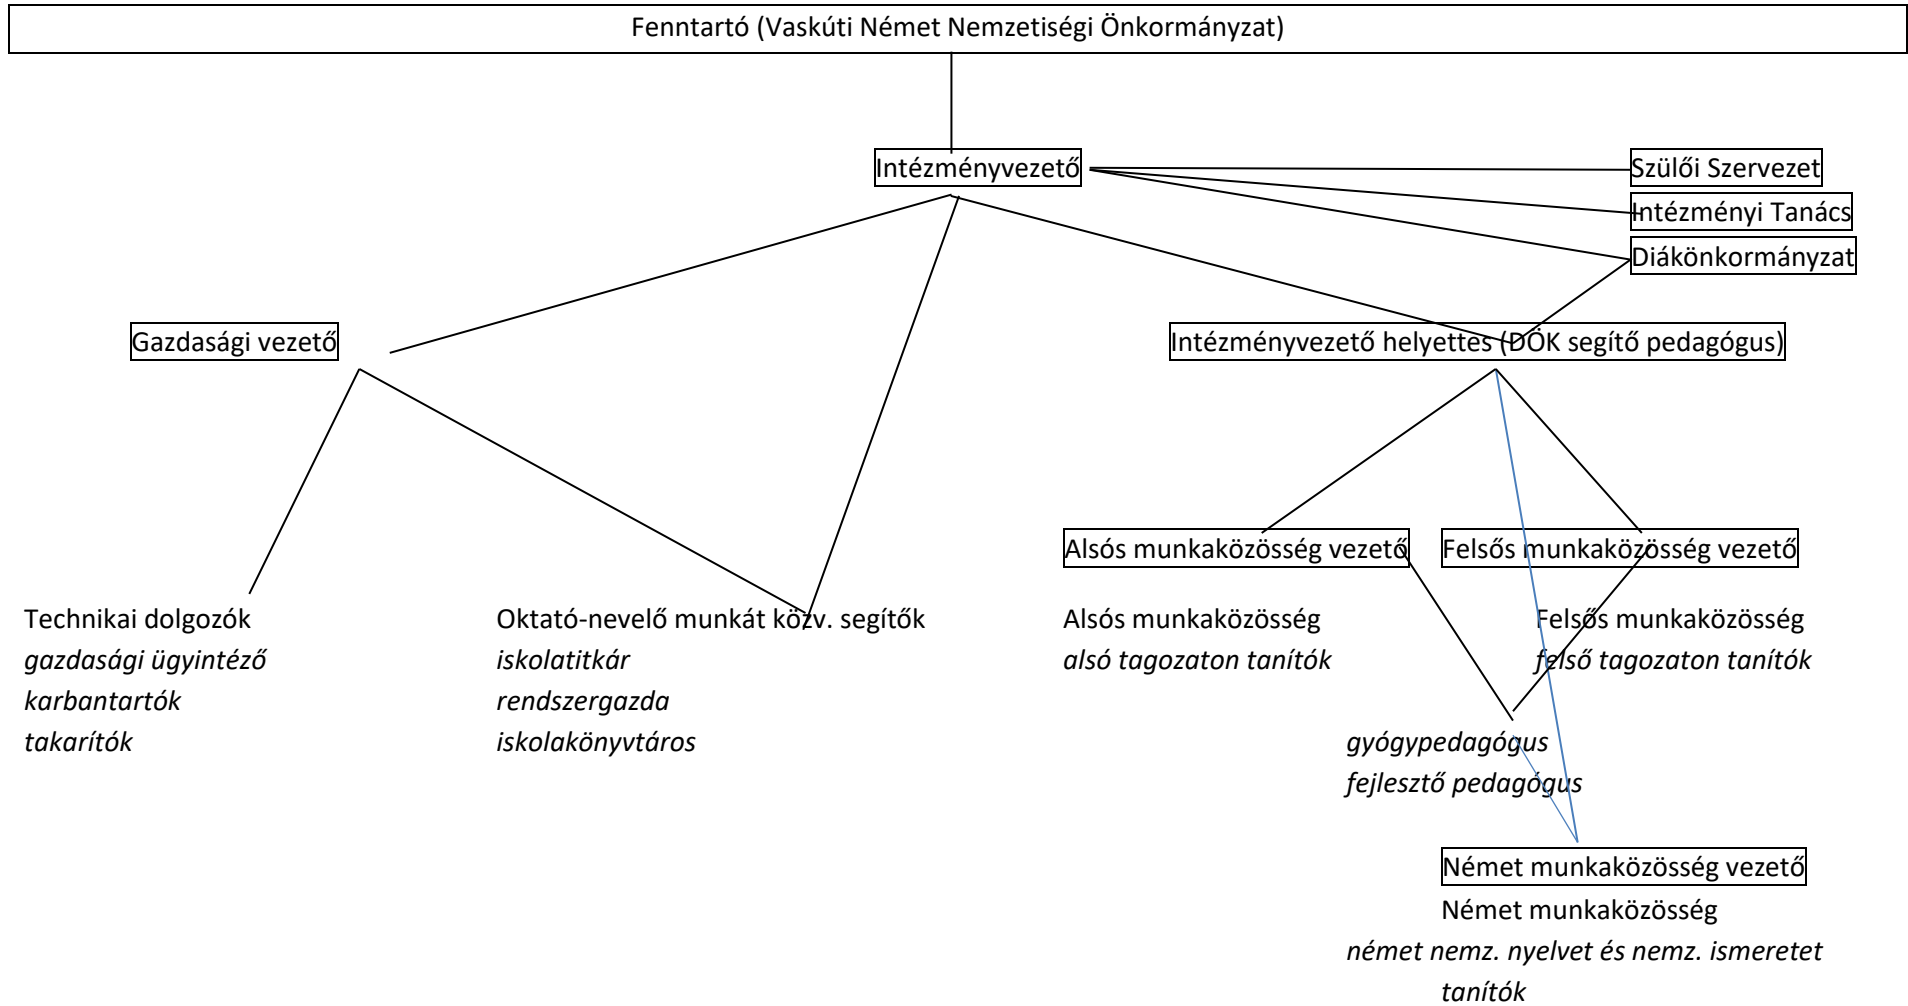 Fenntartó (Vaskúti Német Nemzetiségi Önkormányzat)
Intézményvezető
Szülői Szervezet
Intézményi Tanács
Diákönkormányzat
Gazdasági vezető
Intézményvezető helyettes (DÖK segítő pedagógus)
Alsós munkaközösség vezető
Felsős munkaközösség vezető
Technikai dolgozók
gazdasági ügyintéző
karbantartók
takarítók
Oktató-nevelő munkát közv. segítők
iskolatitkár
rendszergazda
iskolakönyvtáros
Alsós munkaközösség
alsó tagozaton tanítók
Felsős munkaközösség
felső tagozaton tanítók
gyógypedagógus
fejlesztő pedagógus
Német munkaközösség vezető
Német munkaközösség
német nemz. nyelvet és nemz. ismeretet
tanítók